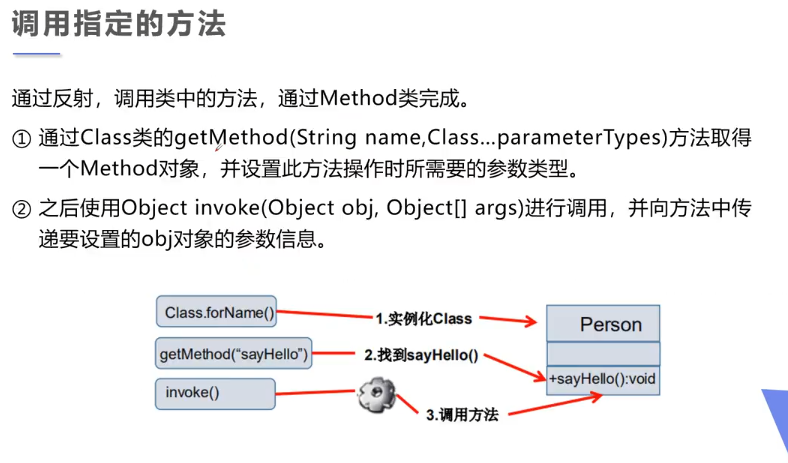 调用指定的方法
通过反射，调用类中的方法，通过Method类完成。
① 通过Class类的getMethod(String name,Class…parameterTypes)方法取得
一个Method对象，并设置此方法操作时所需要的参数类型。
② 之后使用Object invoke(Object obj, Object[] args)进行调用，并向方法中传
递要设置的obj对象的参数信息。
Class.forName()
1.实例化Class
Person
getMethod(“sayHello”)
2.找到sayHello()
+sayHello():void
invoke()
3.调用方法